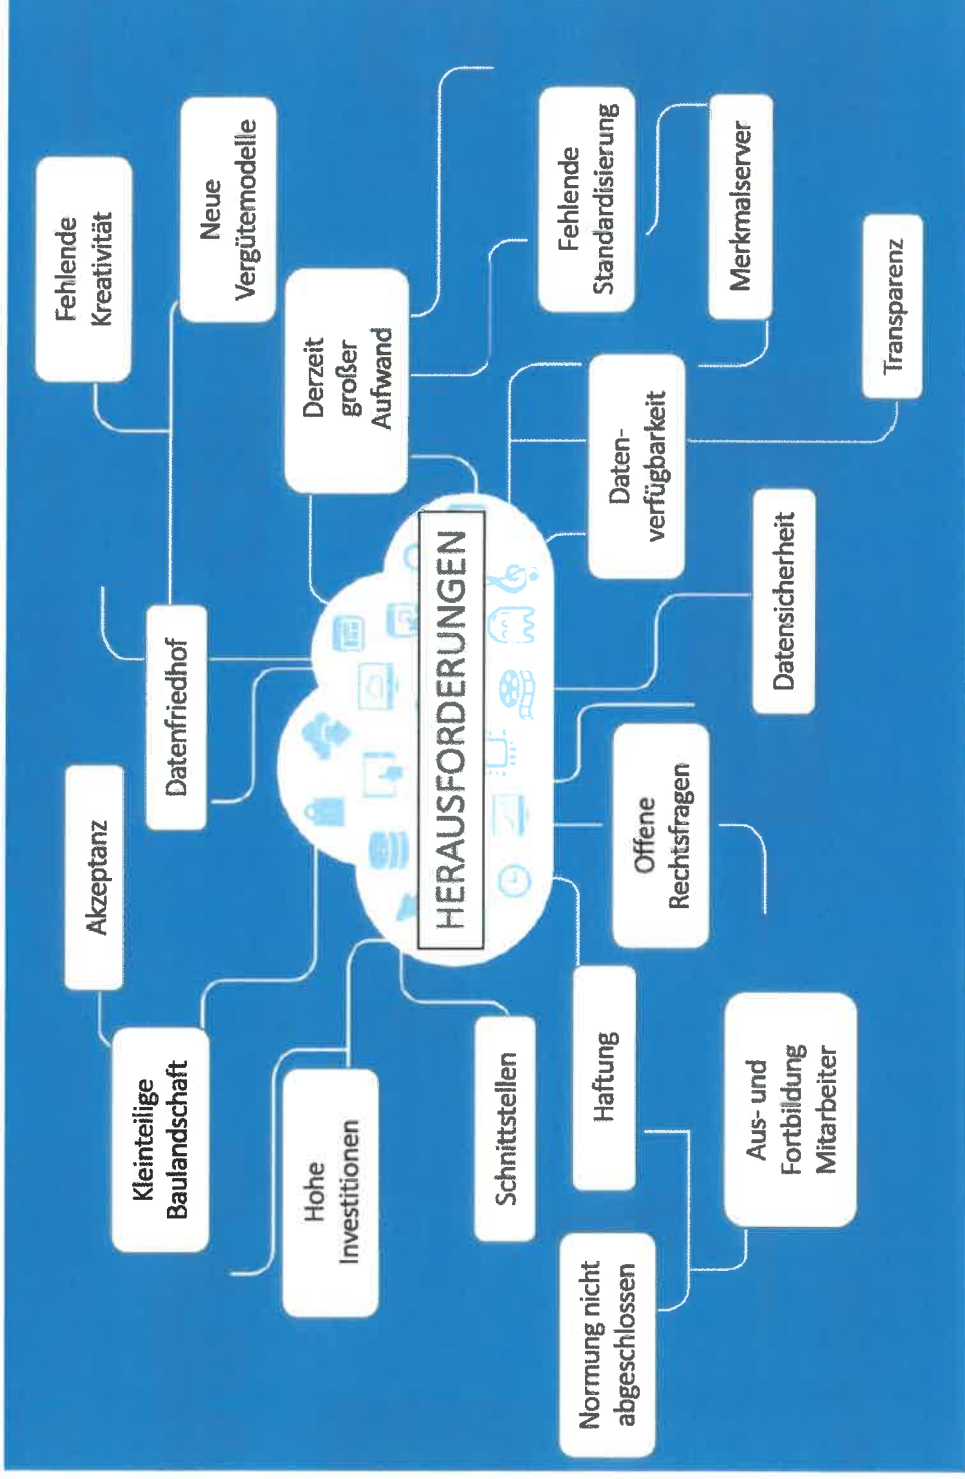 Akzeptanz
Fehlende
Kreativität
Kleinteilige
Baulandschaft
Datenfriedhof
Neue
Vergütemodelle
Hohe
Investitionen
Derzeit
großer
Aufwand
HERAUSFORDERUNGEN
Schnittstellen
Normung nicht
abgeschlossen
Haftung
Offene
Rechtsfragen
Daten-
verfügbarkeit
Fehlende
Standardisierung
Aus- und
Fortbildung
Mitarbeiter
Datensicherheit
Merkmalserver
Transparenz